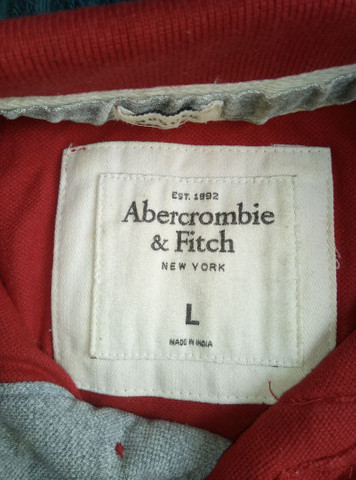 EST. 1892
Abercrombie
& Fitch
NEW YORK
L
MADE IN INDIA